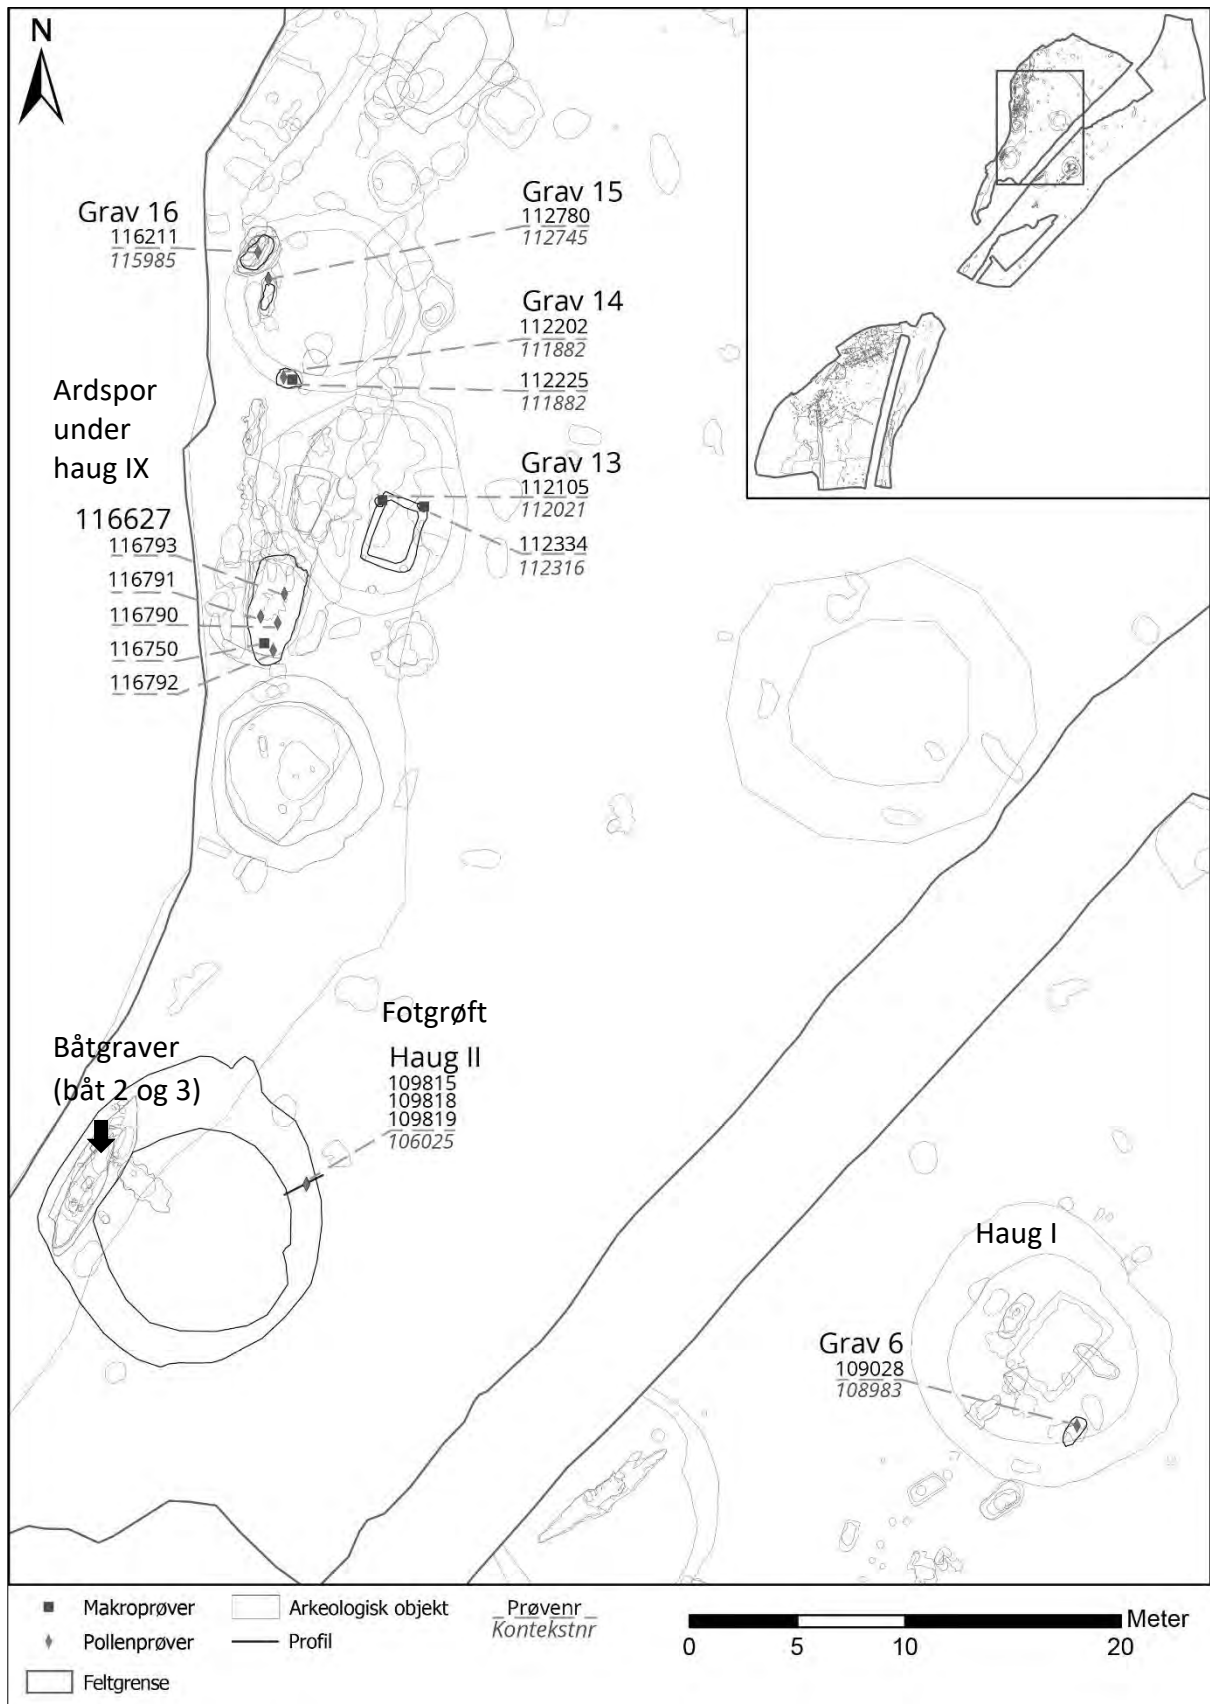 N
Grav 16
116211
115985
Grav 15
112780
112745
Grav 14
112202
111882
112225
111882
Ardspor
under
haug IX
Grav 13
112105
112021
112334
112316
116627
116793
116791
116790
116750
116792
Fotgrøft
Haug II
109815
109818
109819
106025
Båtgraver
(båt 2 og 3)
Haug I
Grav 6
109028
108983
Makroprøver
Pollenprøver
Feltgrense
Arkeologisk objekt
Profil
Prøvenr
Kontekstnr
Meter
0 5 10 20